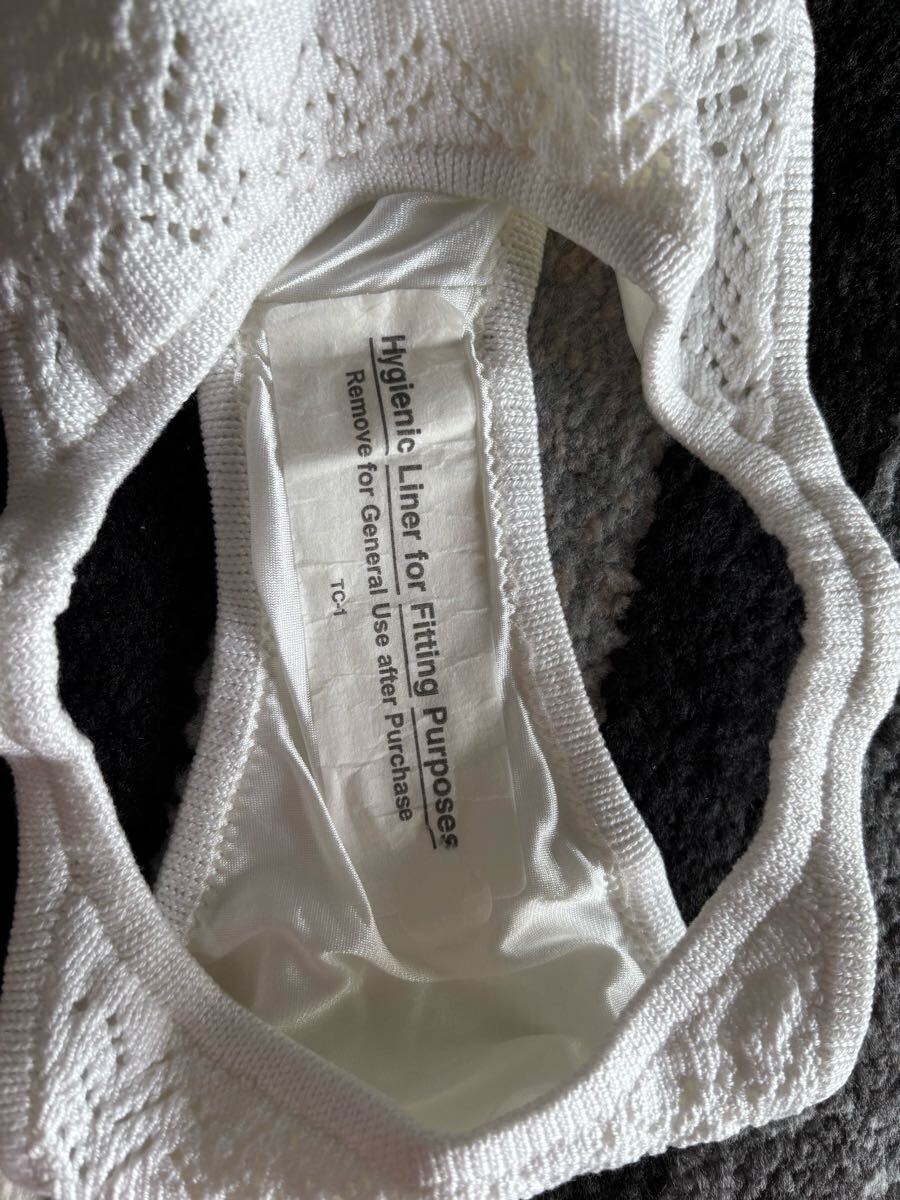 Hygienic Liner for Fitting Purposes
Remove for General Use after Purchase
TC-1